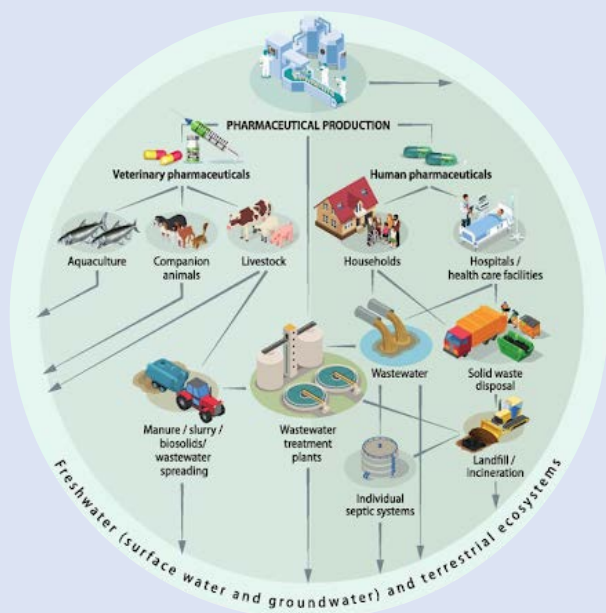 PHARMACEUTICAL PRODUCTION
Veterinary pharmaceuticals
Human pharmaceuticals
Aquaculture
Companion
animals
Livestock
Households
Hospitals /
health care facilities
Manure / slurry /
biosolids/
wastewater
spreading
Wastewater
treatment
plants
Wastewater
Solid waste
disposal
Individual
septic systems
Landfill /
incineration
Freshwater (surface water and groundwater) and terrestrial ecosystems